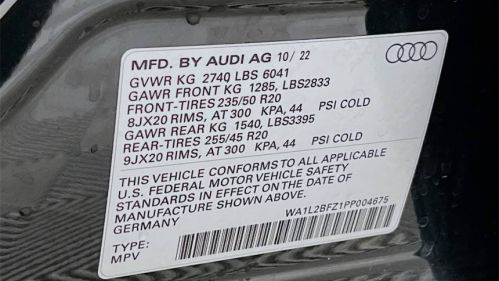 MFD. BY AUDI AG 10/22
GVWR KG 2740 LBS 6041
GAWR FRONT KG 1285, LBS2833
FRONT-TIRES 235/50 R20
8JX20 RIMS, AT 300 KPA, 44 PSI COLD
GAWR REAR KG 1540, LBS3395
REAR-TIRES 255/45 R20
9JX20 RIMS, AT 300 KPA, 44 PSI COLD
THIS VEHICLE CONFORMS TO ALL APPLICABLE
U.S. FEDERAL MOTOR VEHICLE SAFETY
STANDARDS IN EFFECT ON THE DATE OF
MANUFACTURE SHOWN ABOVE.
GERMANY
WA1L2BFZ1PP004675
TYPE:
MPV